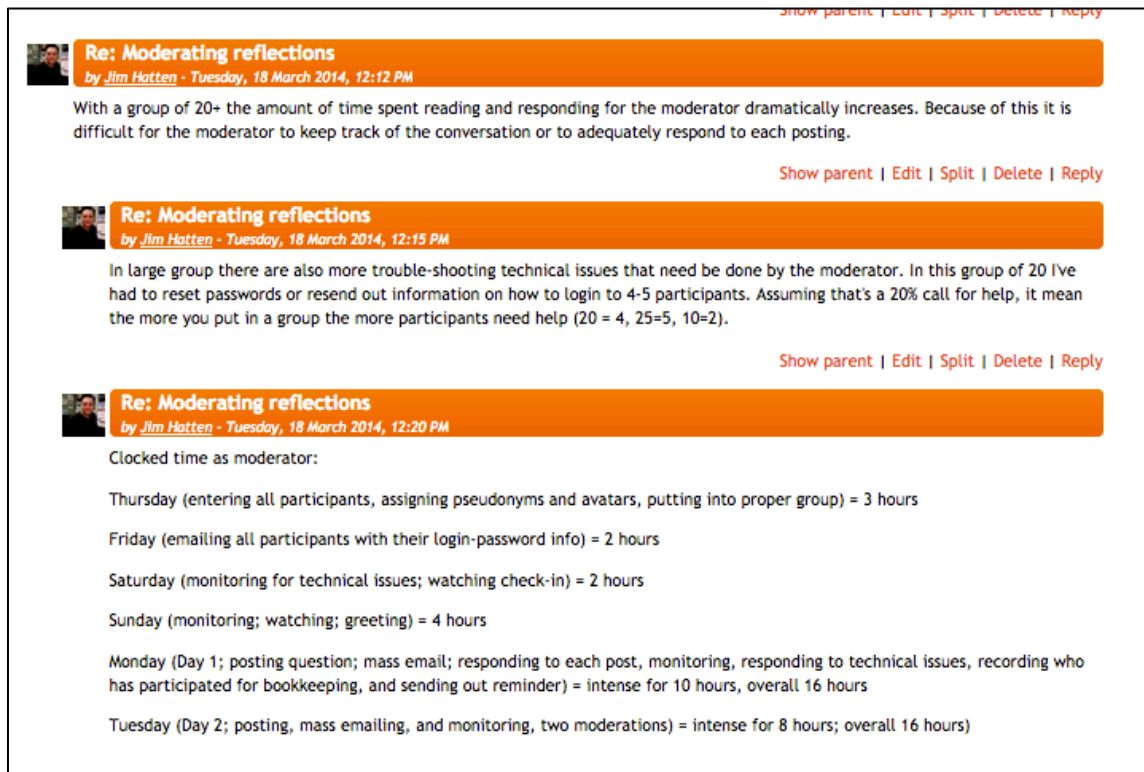 Show parent | Edit | Split | Delete | Reply
Re: Moderating reflections
by Jim Hatten - Tuesday, 18 March 2014, 12:12 PM
With a group of 20+ the amount of time spent reading and responding for the moderator dramatically increases. Because of this it is
difficult for the moderator to keep track of the conversation or to adequately respond to each posting.
Show parent | Edit | Split | Delete | Reply
Re: Moderating reflections
by Jim Hatten - Tuesday, 18 March 2014, 12:15 PM
In large group there are also more trouble-shooting technical issues that need be done by the moderator. In this group of 20 I've
had to reset passwords or resend out information on how to login to 4-5 participants. Assuming that's a 20% call for help, it mean
the more you put in a group the more participants need help (20 = 4, 25=5, 10=2).
Show parent | Edit | Split | Delete | Reply
Re: Moderating reflections
by Jim Hatten - Tuesday, 18 March 2014, 12:20 PM
Clocked time as moderator:
Thursday (entering all participants, assigning pseudonyms and avatars, putting into proper group) = 3 hours
Friday (emailing all participants with their login-password info) = 2 hours
Saturday (monitoring for technical issues; watching check-in) = 2 hours
Sunday (monitoring; watching; greeting) = 4 hours
Monday (Day 1; posting question; mass email; responding to each post, monitoring, responding to technical issues, recording who
has participated for bookkeeping, and sending out reminder) = intense for 10 hours, overall 16 hours
Tuesday (Day 2; posting, mass emailing, and monitoring, two moderations) = intense for 8 hours; overall 16 hours)